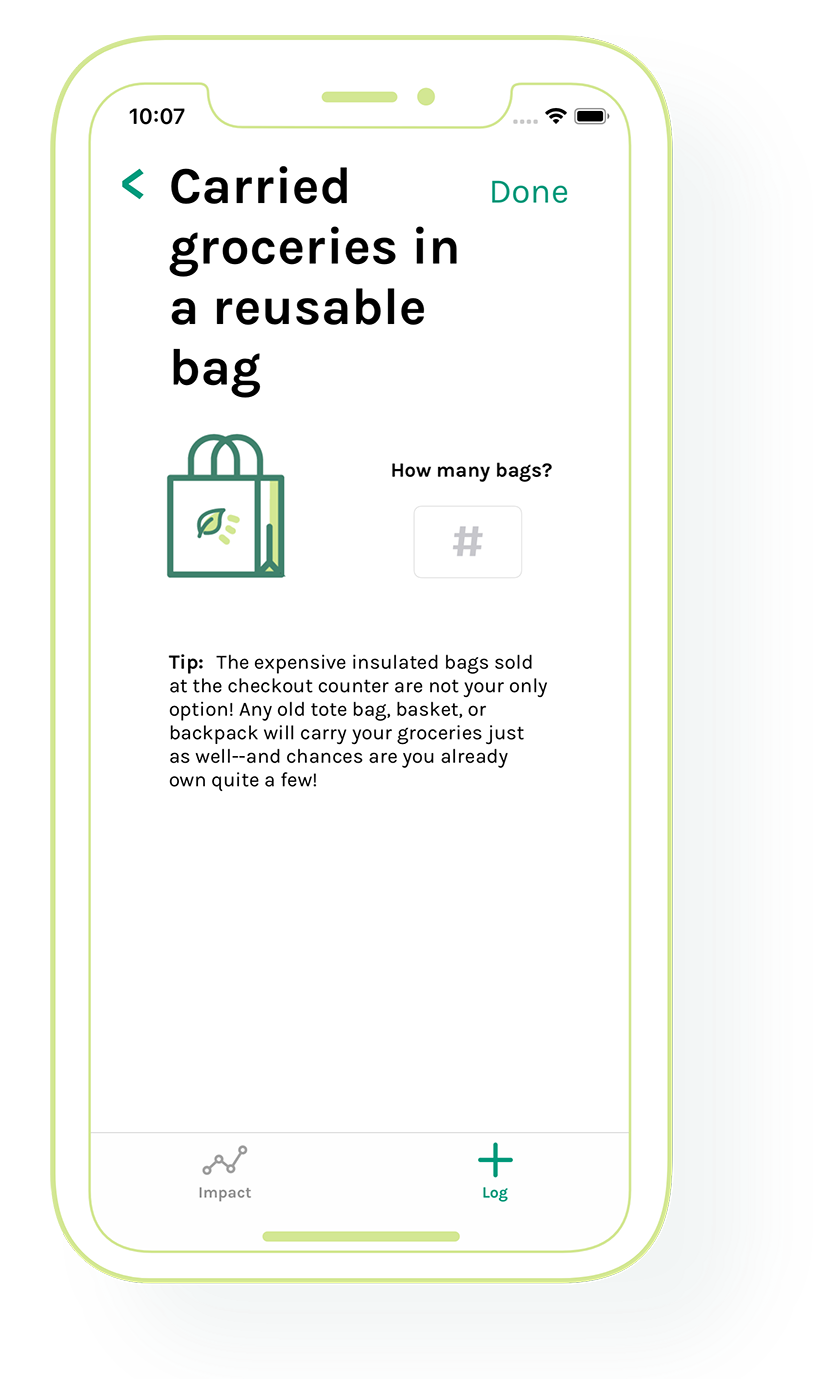 10:07
< Carried
groceries in
a reusable
bag
Done
How many bags?
#
Tip: The expensive insulated bags sold
at the checkout counter are not your only
option! Any old tote bag, basket, or
backpack will carry your groceries just
as well--and chances are you already
own quite a few!
Impact
Log